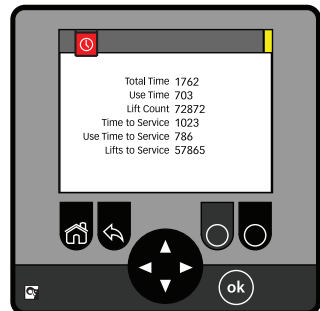 Total Time 1762
Use Time 703
Lift Count 72872
Time to Service 1023
Use Time to Service 786
Lifts to Service 57865
ok